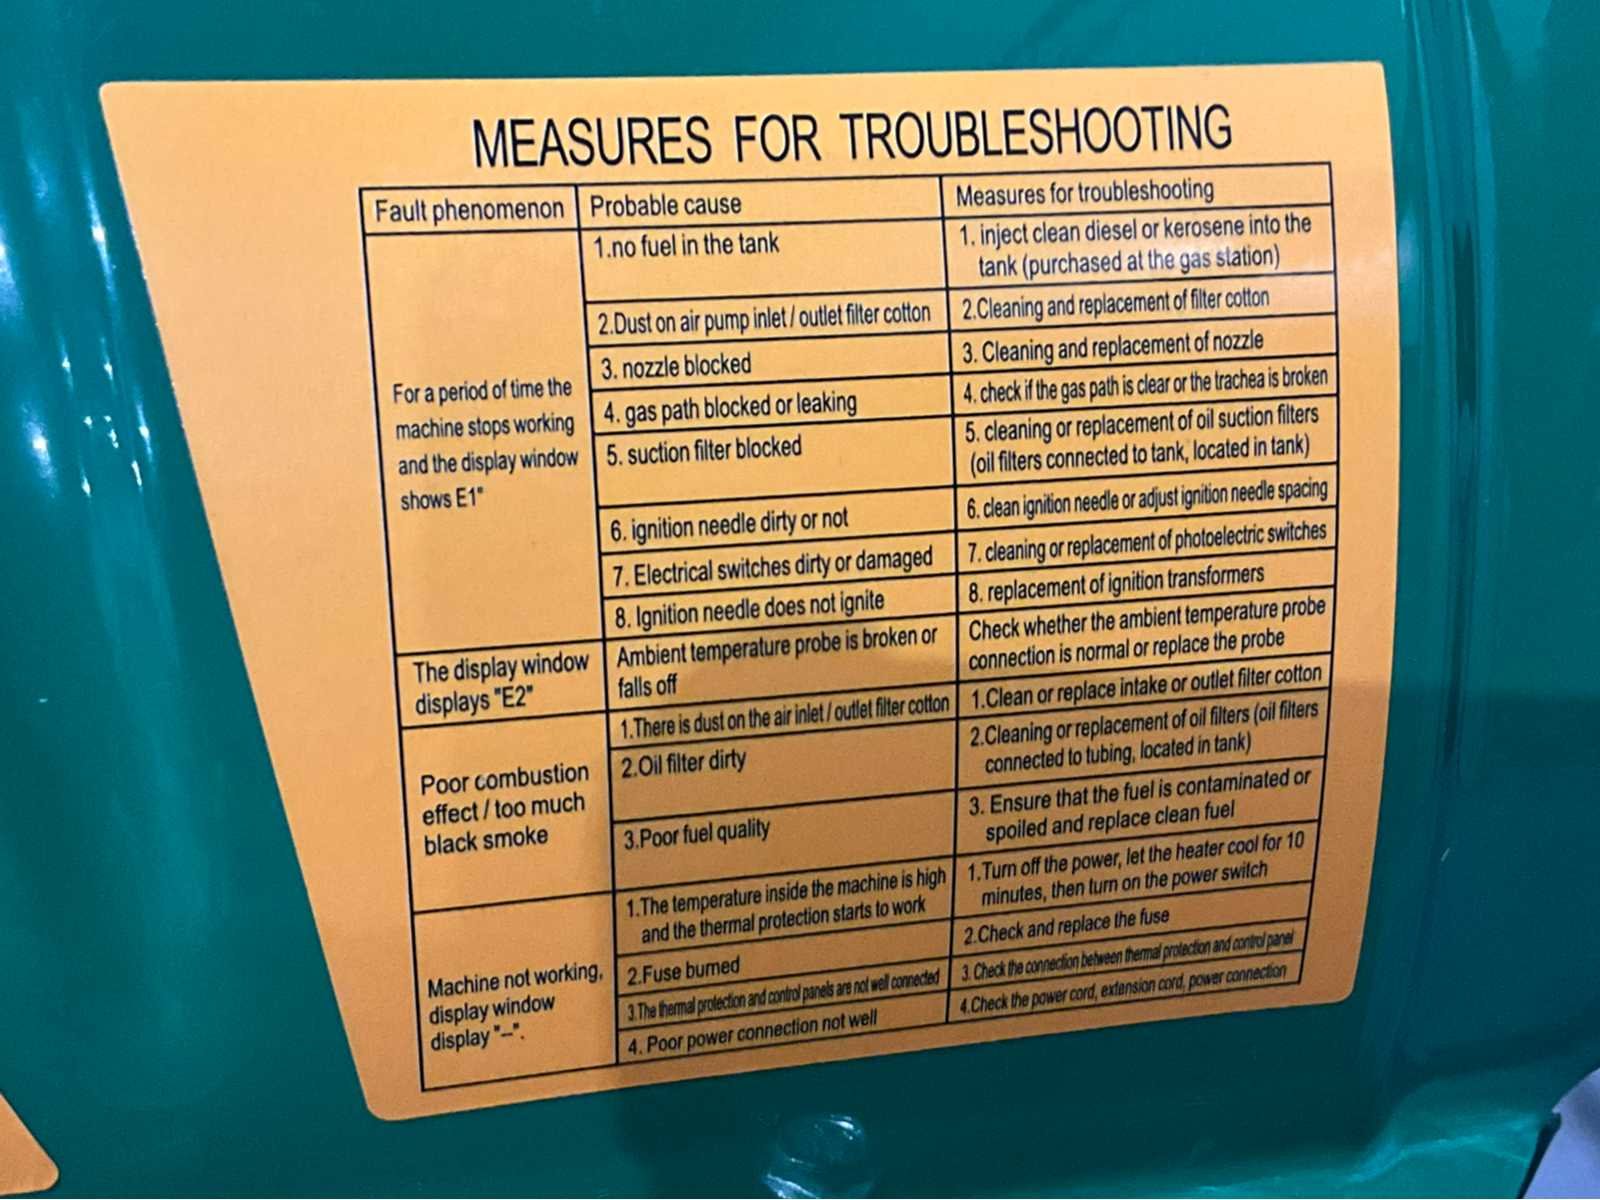 MEASURES FOR TROUBLESHOOTING
Fault phenomenon
Probable cause
Measures for troubleshooting
For a period of time the
machine stops working
and the display window
shows E1"
1.no fuel in the tank
1. inject clean diesel or kerosene into the
tank (purchased at the gas station)
2.Dust on air pump inlet / outlet filter cotton
2.Cleaning and replacement of filter cotton
3. nozzle blocked
3. Cleaning and replacement of nozzle
4. gas path blocked or leaking
4. check if the gas path is clear or the trachea is broken
5. suction filter blocked
5. cleaning or replacement of oil suction filters
(oil filters connected to tank, located in tank)
6. ignition needle dirty or not
6. clean ignition needle or adjust ignition needle spacing
7. Electrical switches dirty or damaged
7. cleaning or replacement of photoelectric switches
8. Ignition needle does not ignite
8. replacement of ignition transformers
The display window
displays "E2"
Ambient temperature probe is broken or
falls off
Check whether the ambient temperature probe
connection is normal or replace the probe
Poor combustion
effect / too much
black smoke
1.There is dust on the air inlet / outlet filter cotton
1.Clean or replace intake or outlet filter cotton
2.Oil filter dirty
2.Cleaning or replacement of oil filters (oil filters
connected to tubing, located in tank)
3.Poor fuel quality
3. Ensure that the fuel is contaminated or
spoiled and replace clean fuel
Machine not working,
display window
display "--".
1.The temperature inside the machine is high
and the thermal protection starts to work
1.Turn off the power, let the heater cool for 10
minutes, then turn on the power switch
2.Fuse burned
2.Check and replace the fuse
3.The thermal protection and control panels are not well connected
3. Check the connection between thermal protection and control panel
4. Poor power connection not well
4.Check the power cord, extension cord, power connection